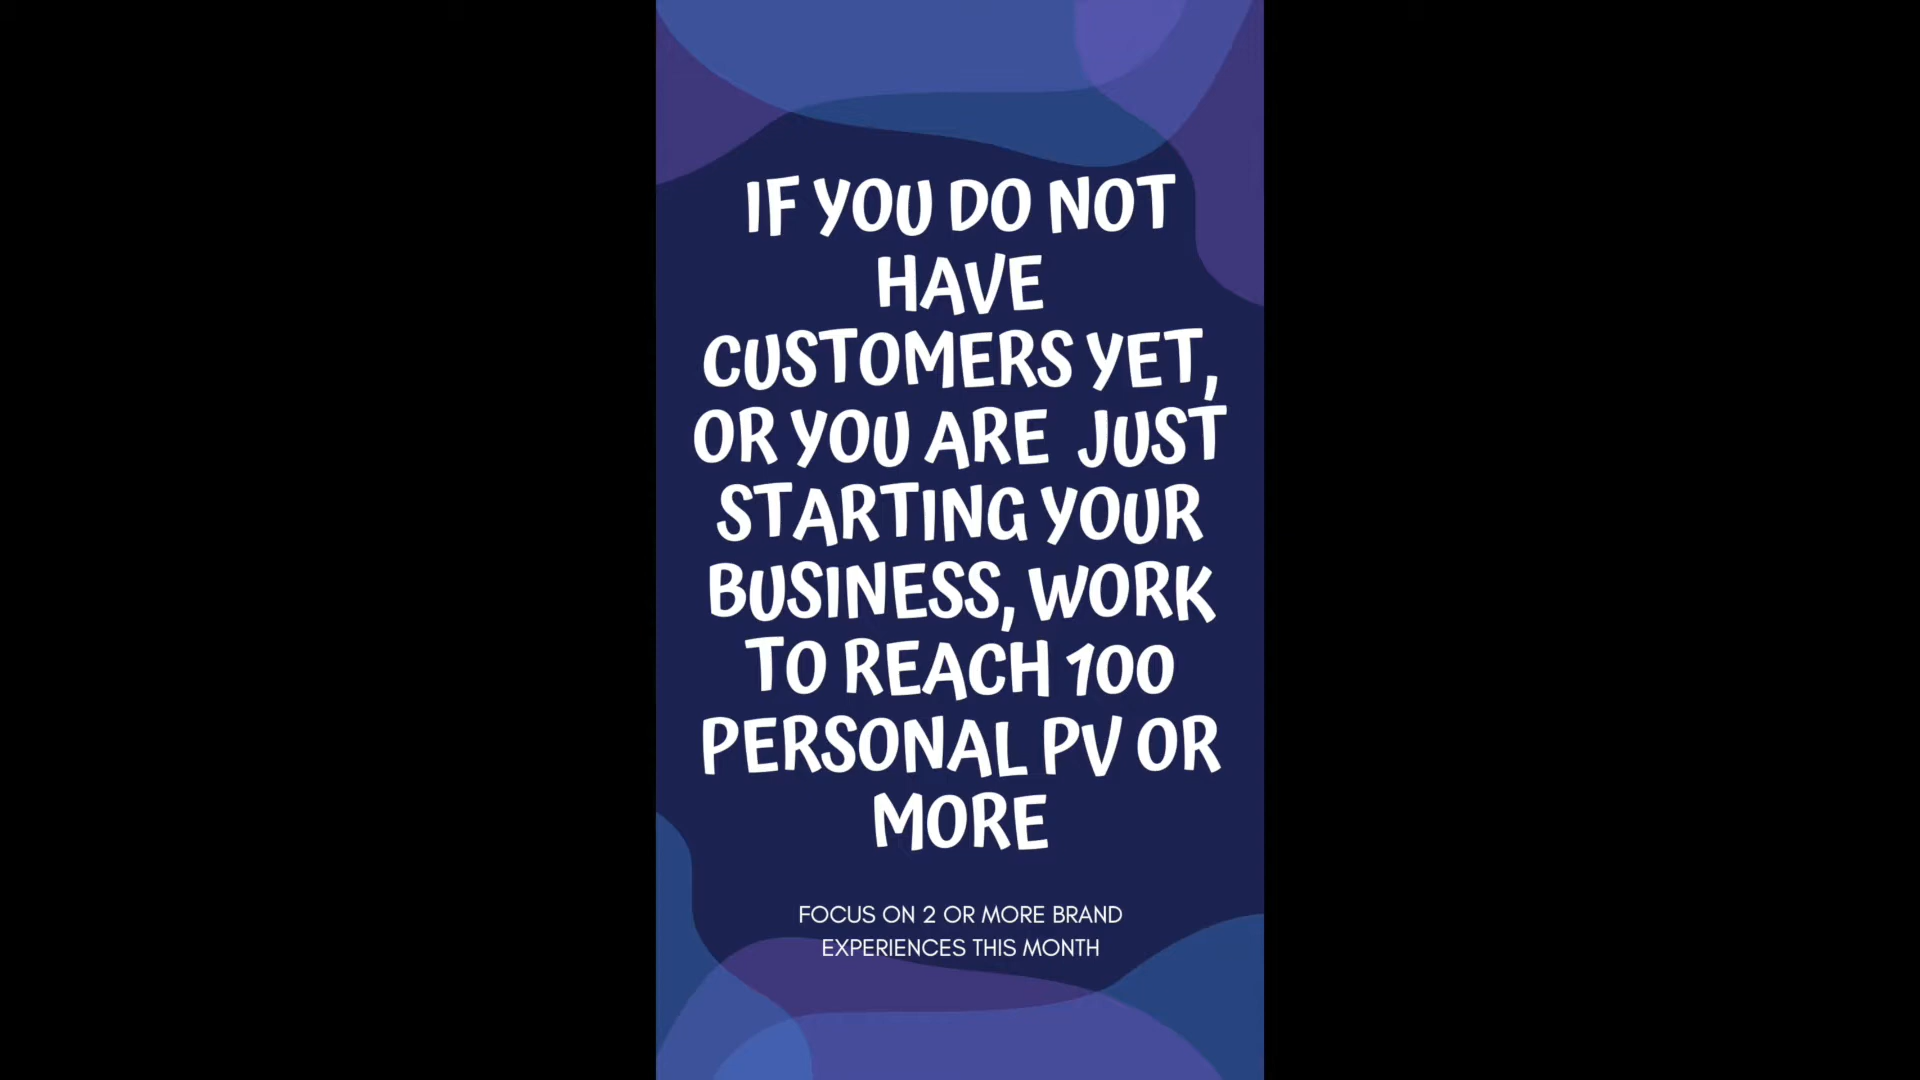 IF YOU DO NOT
HAVE
CUSTOMERS YET,
OR YOU ARE JUST
STARTING YOUR
BUSINESS, WORK
TO REACH 100
PERSONAL PV OR
MORE
FOCUS ON 2 OR MORE BRAND
EXPERIENCES THIS MONTH